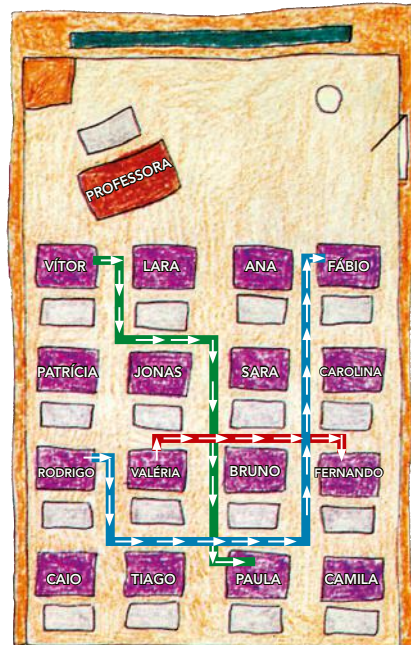 PROFESSORA
VÍTOR LARA ANA FÁBIO
PATRÍCIA JONAS SARA CAROLINA
RODRIGO VALÉRIA BRUNO FERNANDO
CAIO TIAGO PAULA CAMILA